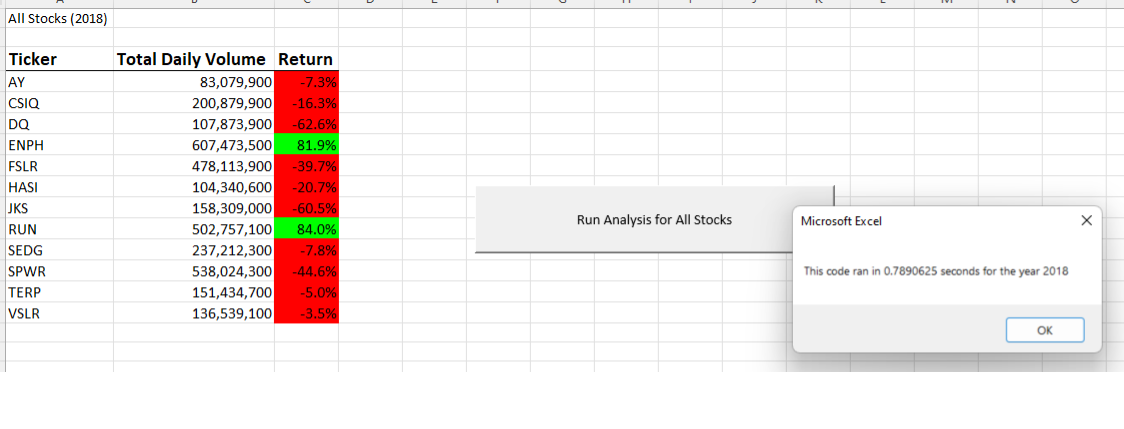 All Stocks (2018)
Ticker Total Daily Volume Return
AY 83,079,900 -7.3%
CSIQ 200,879,900 -16.3%
DQ 107,873,900 -62.6%
ENPH 607,473,500 81.9%
FSLR 478,113,900 -39.7%
HASI 104,340,600 -20.7%
JKS 158,309,000 -60.5%
RUN 502,757,100 84.0%
SEDG 237,212,300 -7.8%
SPWR 538,024,300 -44.6%
TERP 151,434,700 -5.0%
VSLR 136,539,100 -3.5%
Run Analysis for All Stocks
Microsoft Excel
This code ran in 0.7890625 seconds for the year 2018
OK